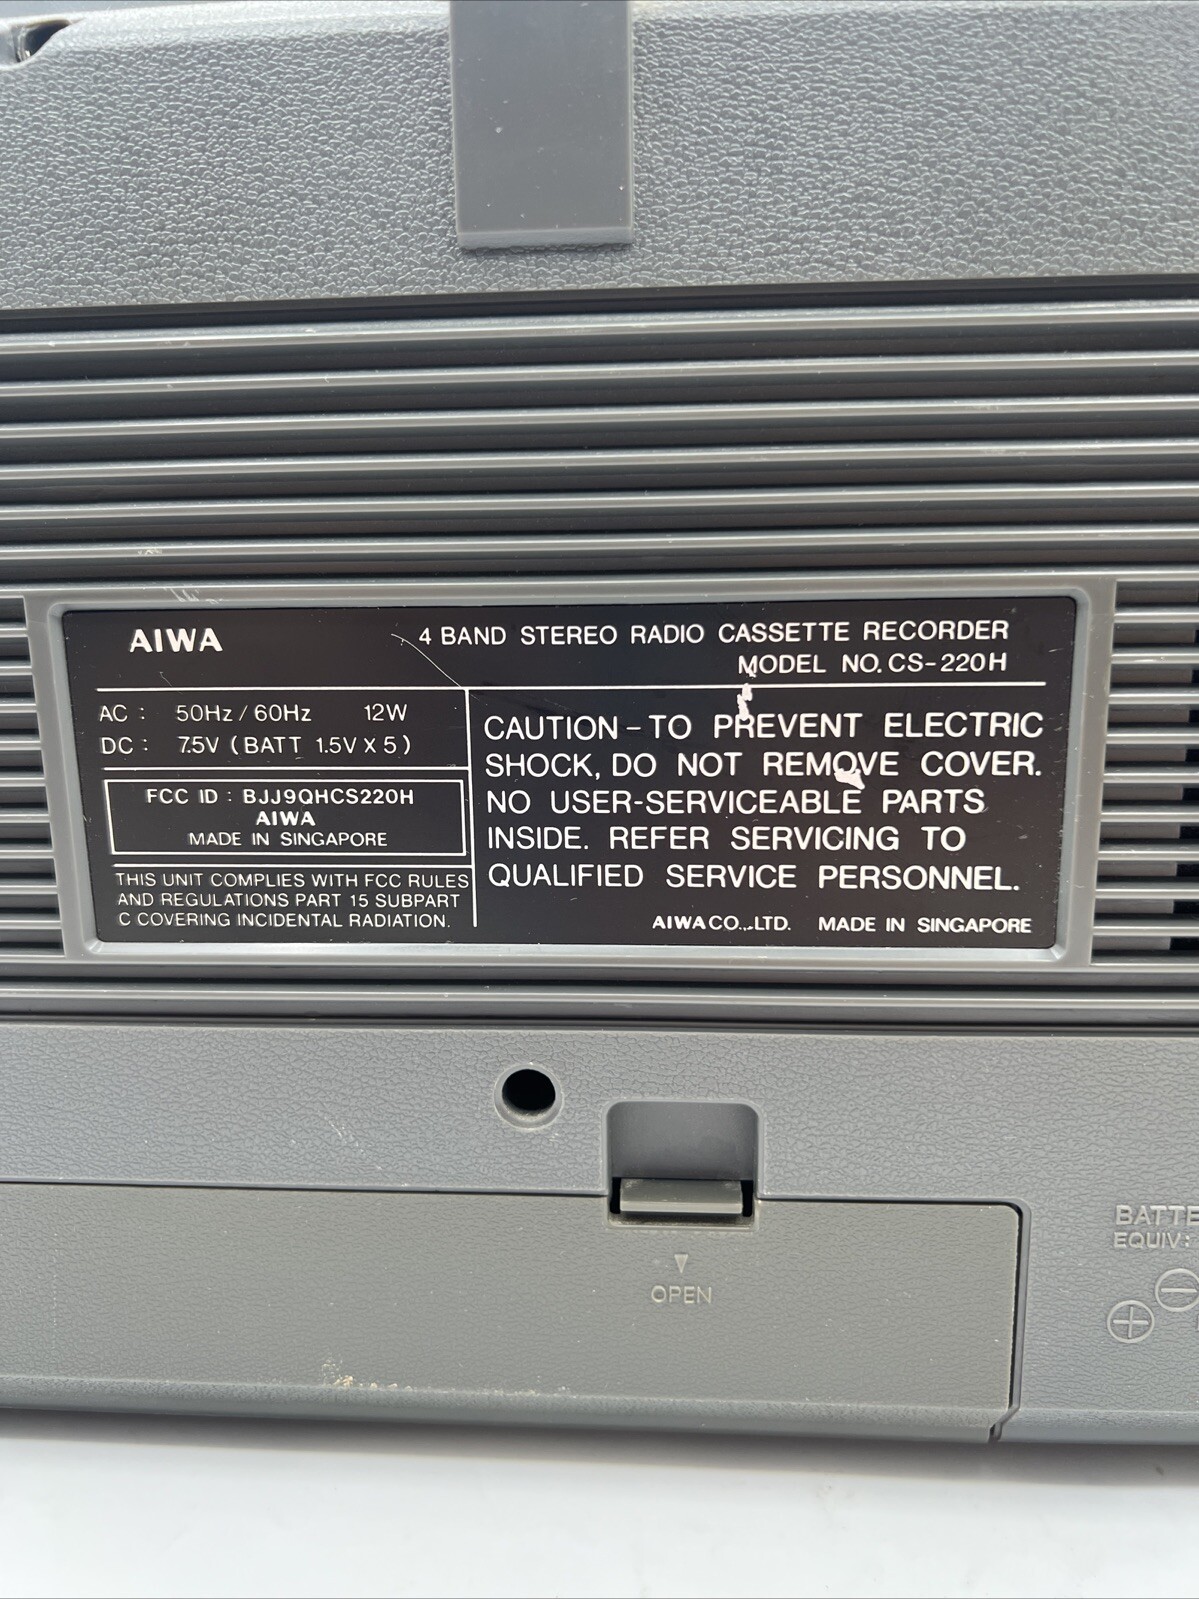 AIWA
4 BAND STEREO RADIO CASSETTE RECORDER
MODEL NO. CS-220H
AC : 50Hz / 60Hz 12W
DC : 7.5V ( BATT 1.5V X 5 )
FCC ID : BJJ9QHCS220H
AIWA
MADE IN SINGAPORE
THIS UNIT COMPLIES WITH FCC RULES
AND REGULATIONS PART 15 SUBPART
C COVERING INCIDENTAL RADIATION.
CAUTION – TO PREVENT ELECTRIC
SHOCK, DO NOT REMOVE COVER.
NO USER-SERVICEABLE PARTS
INSIDE. REFER SERVICING TO
QUALIFIED SERVICE PERSONNEL.
AIWA CO.,LTD. MADE IN SINGAPORE
OPEN
BATTE
EQUIV: